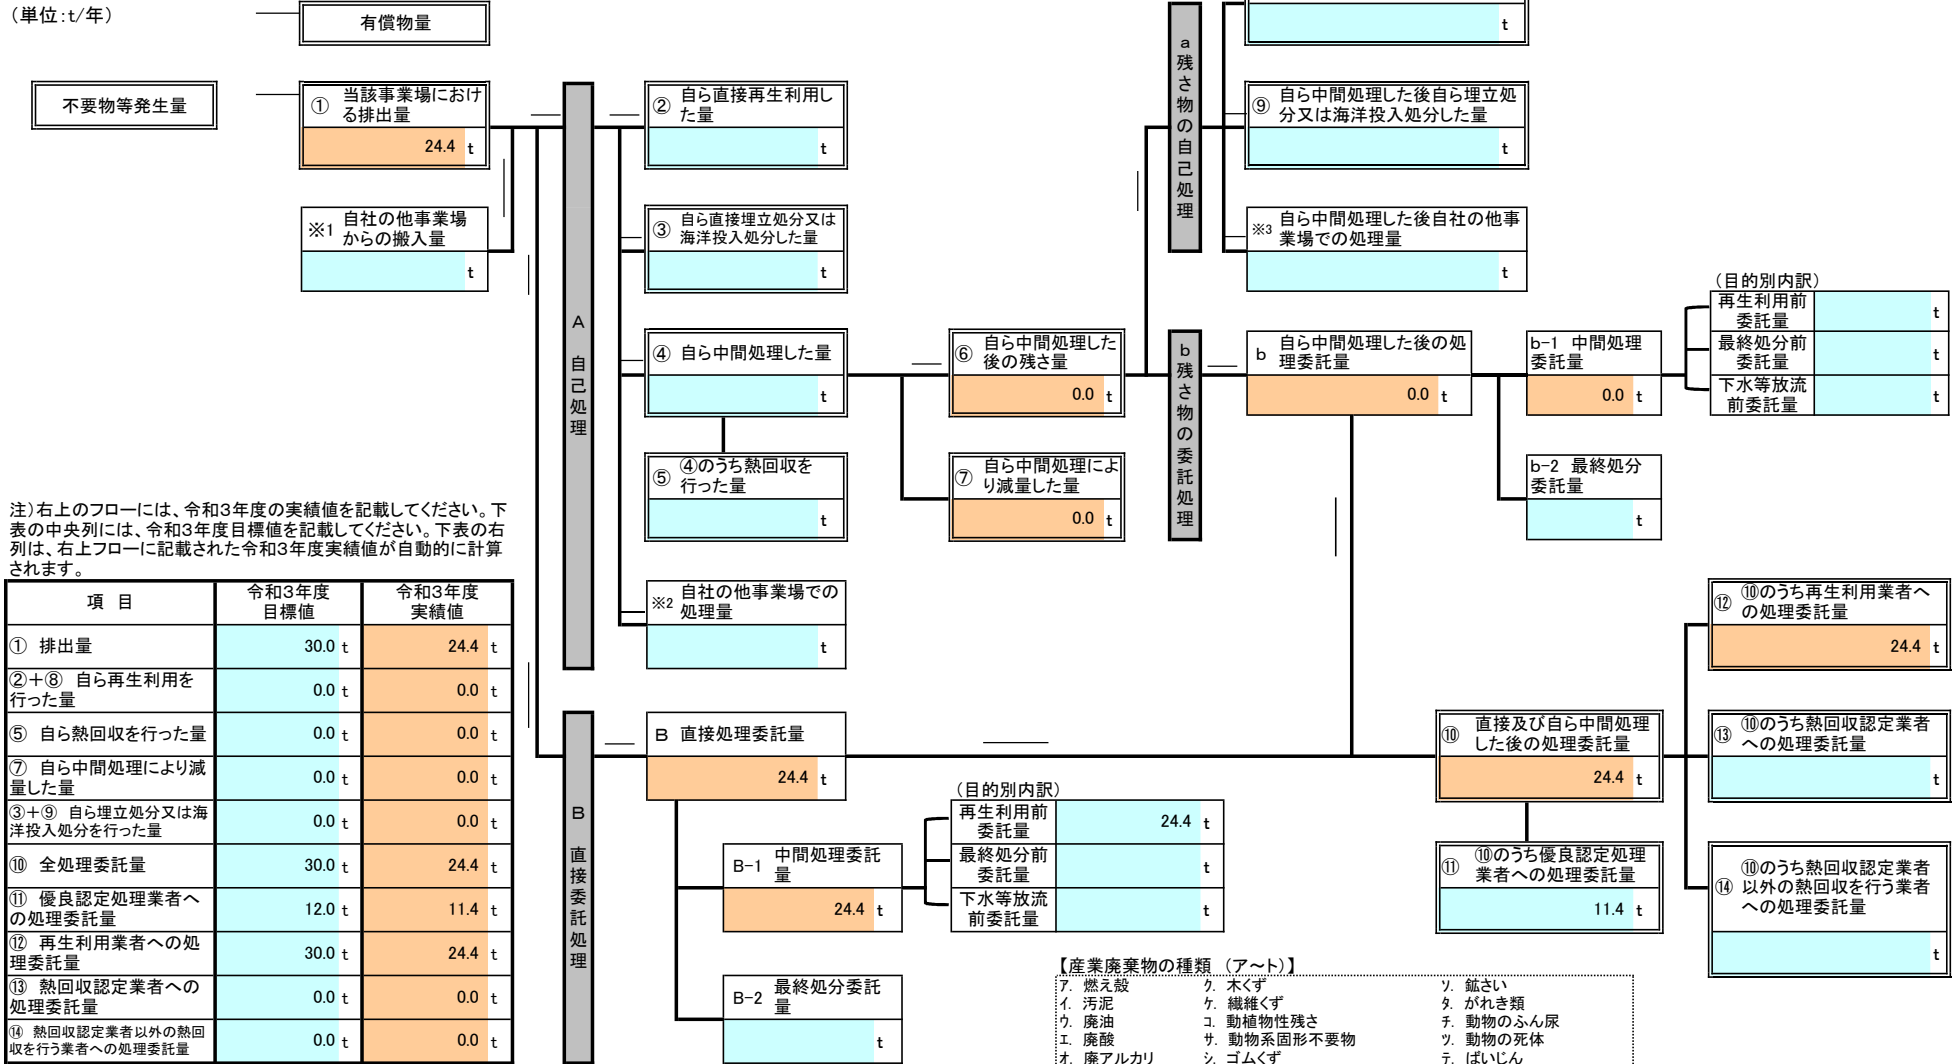 (単位:t/年)
有償物量
不要物等発生量
① 当該事業場におけ
る排出量
24.4 t
※1 自社の他事業場
からの搬入量
t
A 自己処理
② 自ら直接再生利用し
た量
t
③ 自ら直接埋立処分又は
海洋投入処分した量
t
④ 自ら中間処理した量
t
⑤ ④のうち熱回収を
行った量
t
※2 自社の他事業場での
処理量
t
⑥ 自ら中間処理した
後の残さ量
0.0 t
⑦ 自ら中間処理によ
り減量した量
0.0 t
a 残さ物の自己処理
t
⑨ 自ら中間処理した後自ら埋立処
分又は海洋投入処分した量
t
※3 自ら中間処理した後自社の他事
業場での処理量
t
b 残さ物の委託処理
b 自ら中間処理した後の処
理委託量
0.0 t
b-1 中間処理
委託量
0.0 t
b-2 最終処分
委託量
t
(目的別内訳)
再生利用前
委託量
t
最終処分前
委託量
t
下水等放流
前委託量
t
注)右上のフローには、令和3年度の実績値を記載してください。下
表の中央列には、令和3年度目標値を記載してください。下表の右
列は、右上フローに記載された令和3年度実績値が自動的に計算
されます。
項 目
令和3年度
目標値
令和3年度
実績値
① 排出量 30.0 t 24.4 t
②+⑧ 自ら再生利用を
行った量 0.0 t 0.0 t
⑤ 自ら熱回収を行った量 0.0 t 0.0 t
⑦ 自ら中間処理により減
量した量 0.0 t 0.0 t
③+⑨ 自ら埋立処分又は海
洋投入処分を行った量 0.0 t 0.0 t
⑩ 全処理委託量 30.0 t 24.4 t
⑪ 優良認定処理業者へ
の処理委託量 12.0 t 11.4 t
⑫ 再生利用業者への処
理委託量 30.0 t 24.4 t
⑬ 熱回収認定業者への
処理委託量 0.0 t 0.0 t
⑭ 熱回収認定業者以外の熱回
収を行う業者への処理委託量 0.0 t 0.0 t
B 直接委託処理
B 直接処理委託量
24.4 t
B-1 中間処理委託
量
24.4 t
B-2 最終処分委託
量
t
(目的別内訳)
再生利用前
委託量
24.4 t
最終処分前
委託量
t
下水等放流
前委託量
t
⑩ 直接及び自ら中間処理
した後の処理委託量
24.4 t
⑪ ⑩のうち優良認定処理
業者への処理委託量
11.4 t
⑫ ⑩のうち再生利用業者へ
の処理委託量
24.4 t
⑬ ⑩のうち熱回収認定業者
への処理委託量
t
⑭ ⑩のうち熱回収認定業者
以外の熱回収を行う業者
への処理委託量
t
【産業廃棄物の種類 (ア~ト)】
ア. 燃え殻 ク. 木くず ソ. 鉱さい
イ. 汚泥 ケ. 繊維くず タ. がれき類
ウ. 廃油 コ. 動植物性残さ チ. 動物のふん尿
エ. 廃酸 サ. 動物系固形不要物 ツ. 動物の死体
オ. 廃アルカリ シ. ゴムくず テ. ばいじん